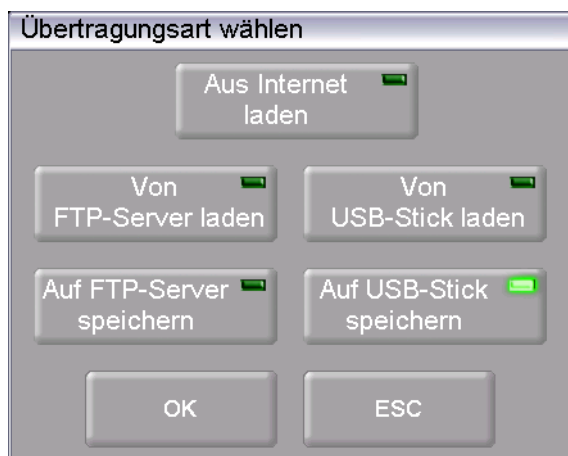 Übertragungsart wählen
Aus Internet
laden
Von
FTP-Server laden
Von
USB-Stick laden
Auf FTP-Server
speichern
Auf USB-Stick
speichern
OK
ESC